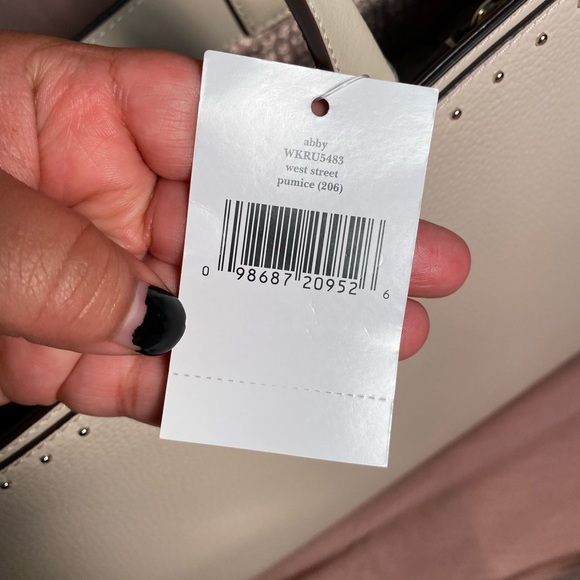 abby
WKRU5483
west street
pumice (206)
0 98687 20952 6